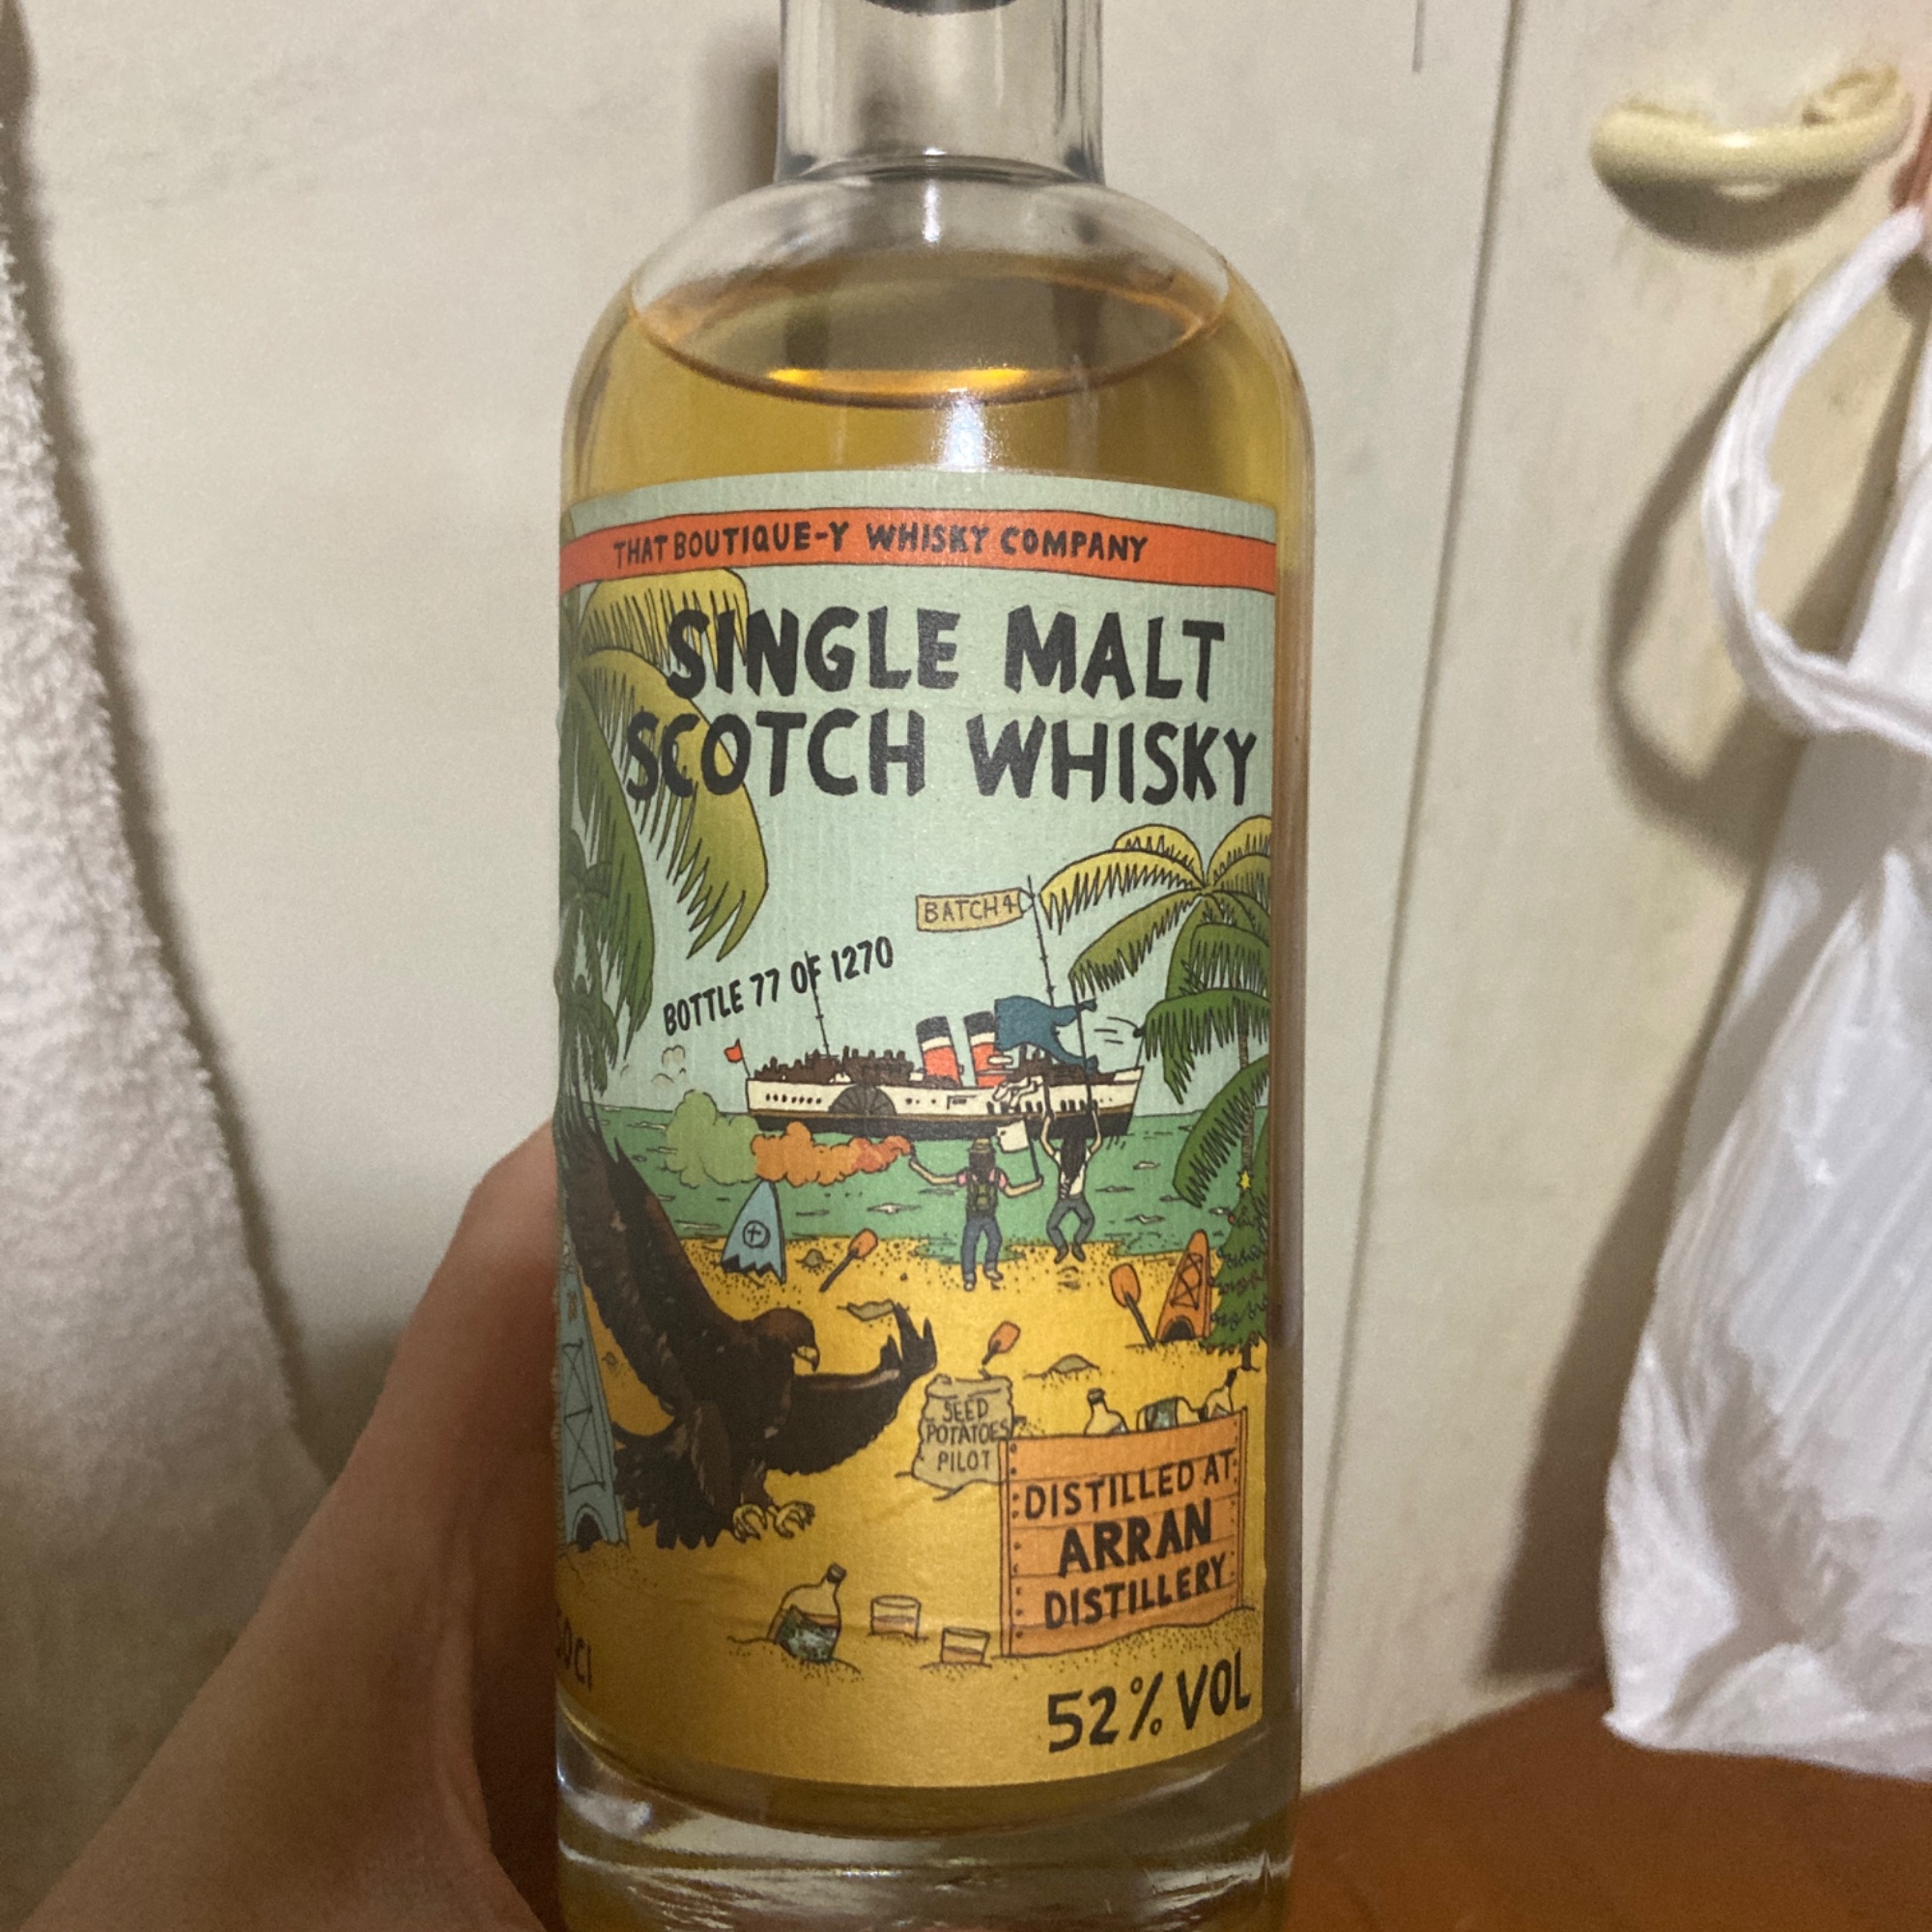 THAT BOUTIQUE-Y WHISKY COMPANY
SINGLE MALT
SCOTCH WHISKY
BATCH 4
BOTTLE 77 OF 1270
SEED
POTATOES
PILOT
DISTILLED AT
ARRAN
DISTILLERY
52% VOL